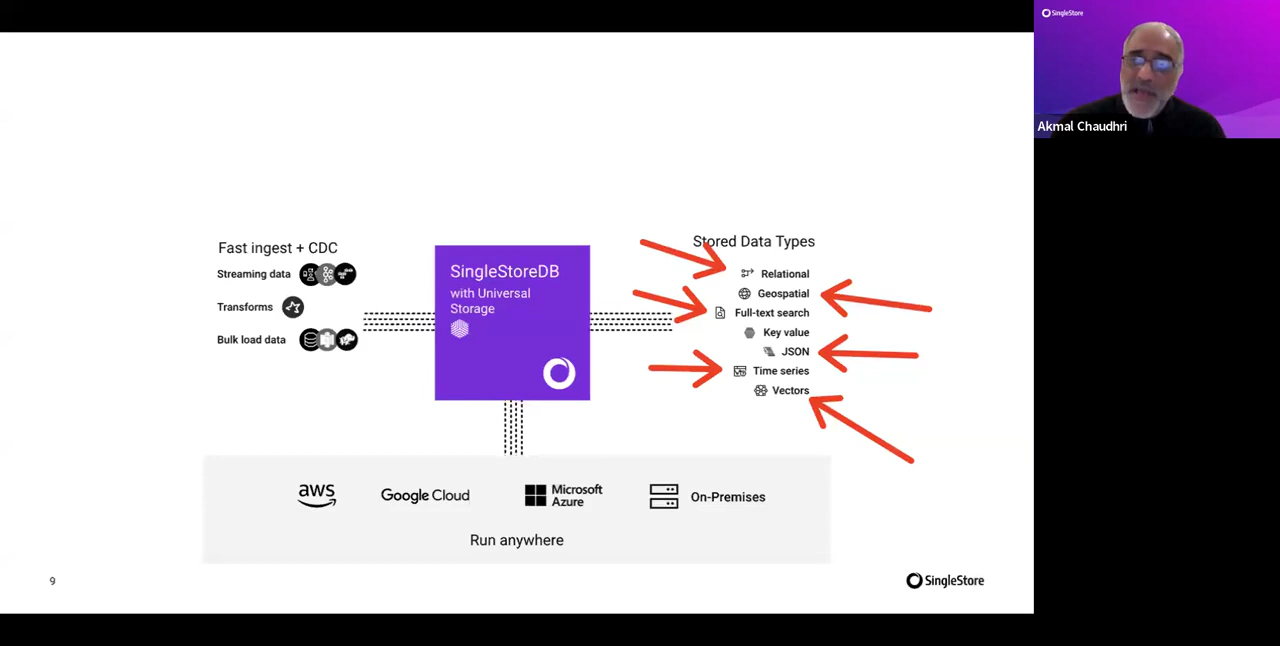 SingleStore
Akmal Chaudhri
Fast ingest + CDC
Streaming data
Transforms
Bulk load data
SingleStoreDB
with Universal
Storage
Stored Data Types
Relational
Geospatial
Full-text search
Key value
JSON
Time series
Vectors
aws
Google Cloud
Microsoft
Azure
On-Premises
Run anywhere
9
SingleStore